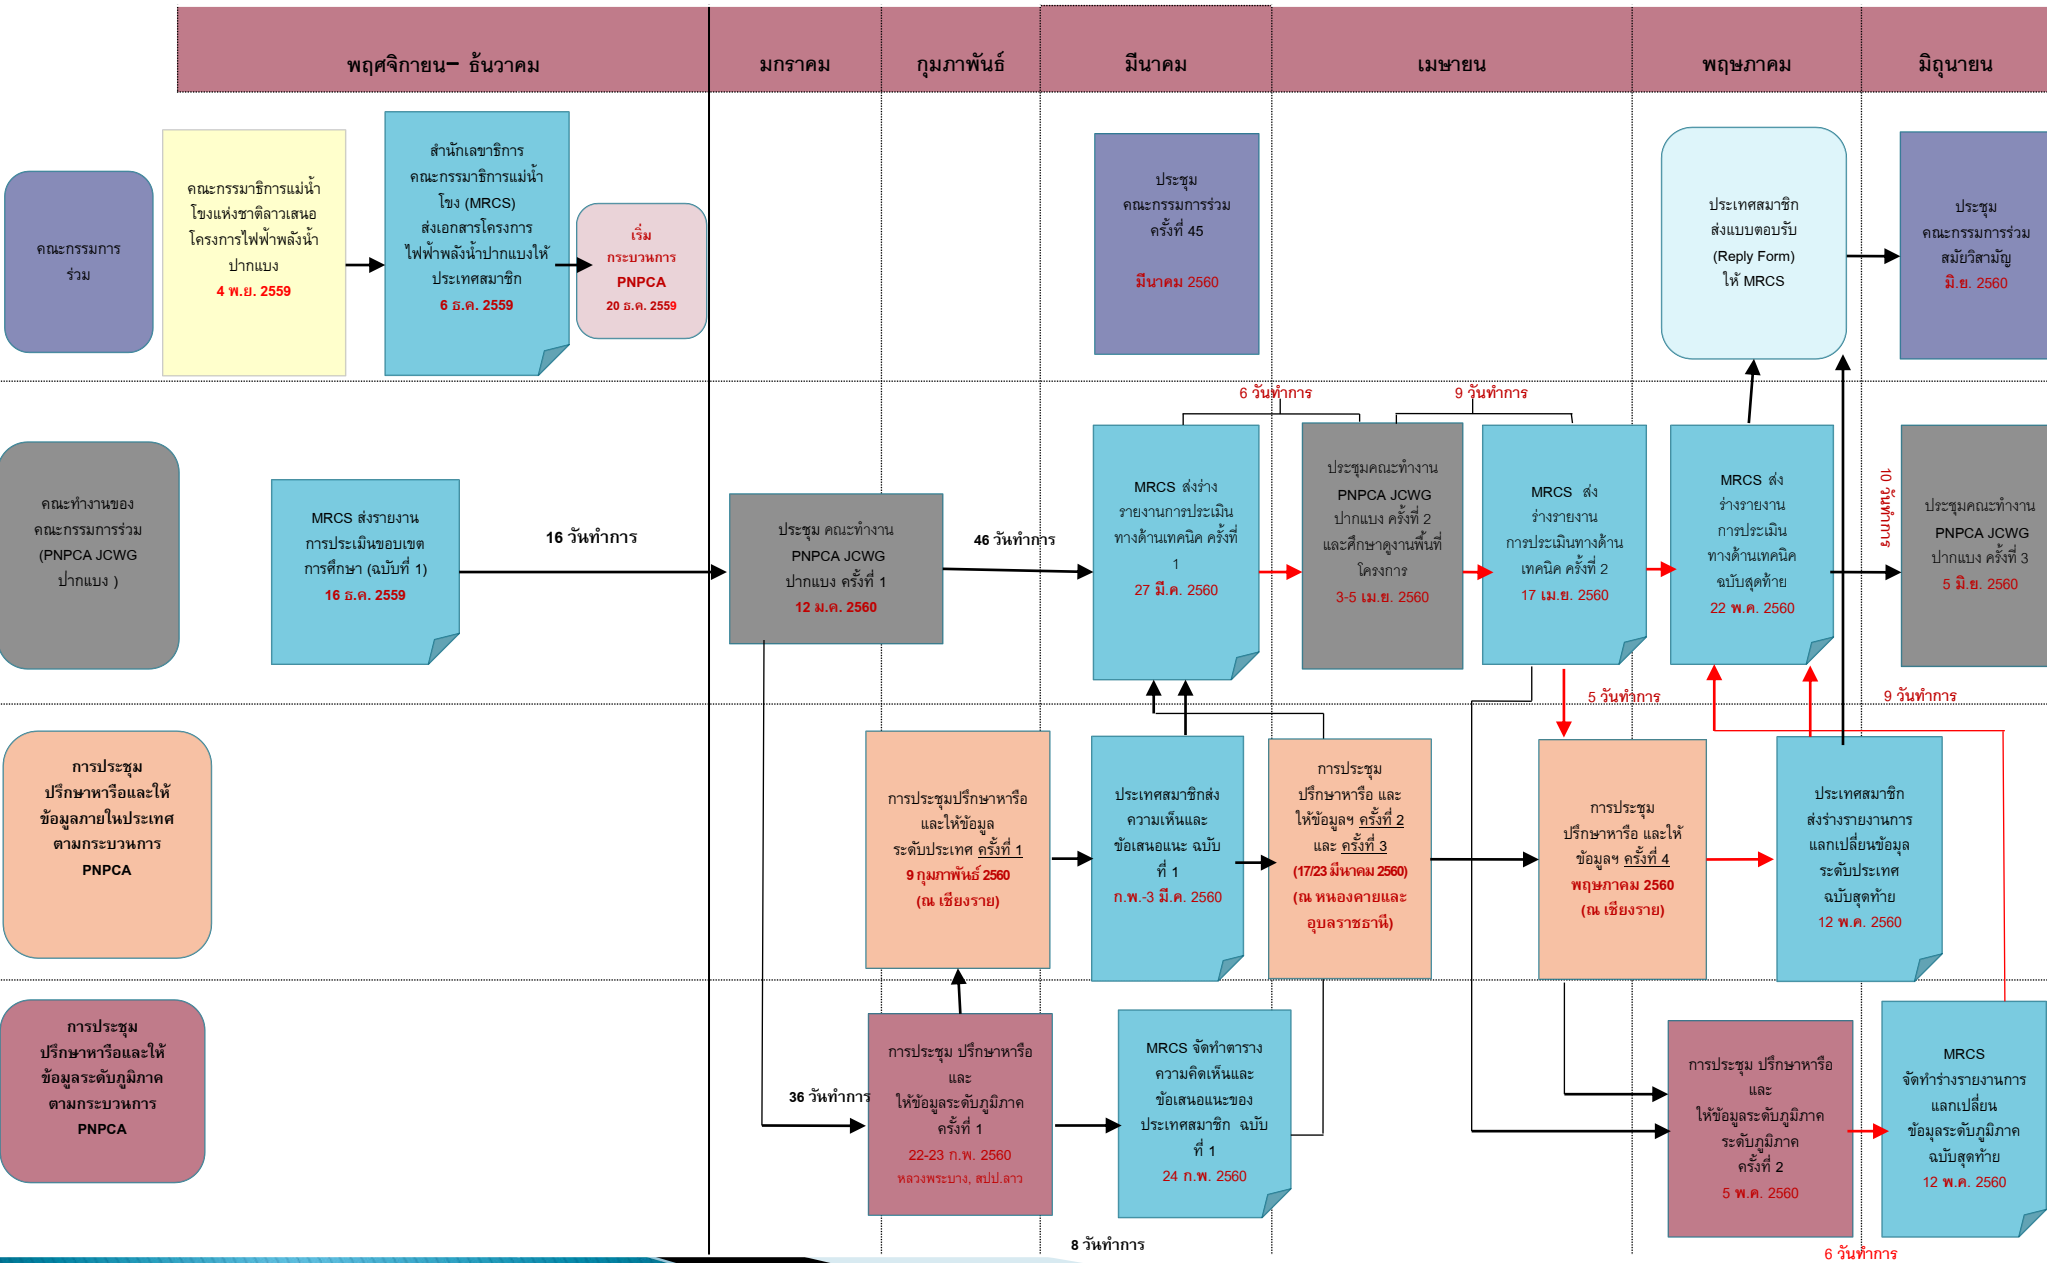 พฤศจิกายน– ธันวาคม
มกราคม
กุมภาพันธ์
มีนาคม
เมษายน
พฤษภาคม
มิถุนายน
คณะกรรมการ
ร่วม
คณะกรรมาธิการแม่น้ำ
โขงแห่งชาติลาวเสนอ
โครงการไฟฟ้าพลังน้ำ
ปากแบง
4 พ.ย. 2559
สำนักเลขาธิการ
คณะกรรมาธิการแม่น้ำ
โขง (MRCS)
ส่งเอกสารโครงการ
ไฟฟ้าพลังน้ำปากแบงให้
ประเทศสมาชิก
6 ธ.ค. 2559
เริ่ม
กระบวนการ
PNPCA
20 ธ.ค. 2559
ประชุม
คณะกรรมการร่วม
ครั้งที่ 45
มีนาคม 2560
ประเทศสมาชิก
ส่งแบบตอบรับ
(Reply Form)
ให้ MRCS
ประชุม
คณะกรรมการร่วม
สมัยวิสามัญ
มิ.ย. 2560
คณะทำงานของ
คณะกรรมการร่วม
(PNPCA JCWG
ปากแบง )
MRCS ส่งรายงาน
การประเมินขอบเขต
การศึกษา (ฉบับที่ 1)
16 ธ.ค. 2559
16 วันทำการ
ประชุม คณะทำงาน
PNPCA JCWG
ปากแบง ครั้งที่ 1
12 ม.ค. 2560
46 วันทำการ
MRCS ส่งร่าง
รายงานการประเมิน
ทางด้านเทคนิค ครั้งที่
1
27 มี.ค. 2560
6 วันทำการ
ประชุมคณะทำงาน
PNPCA JCWG
ปากแบง ครั้งที่ 2
และศึกษาดูงานพื้นที่
โครงการ
3-5 เม.ย. 2560
9 วันทำการ
MRCS ส่ง
ร่างรายงาน
การประเมินทางด้าน
เทคนิค ครั้งที่ 2
17 เม.ย. 2560
MRCS ส่ง
ร่างรายงาน
การประเมิน
ทางด้านเทคนิค
ฉบับสุดท้าย
22 พ.ค. 2560
10 วันทำการ
ประชุมคณะทำงาน
PNPCA JCWG
ปากแบง ครั้งที่ 3
5 มิ.ย. 2560
5 วันทำการ
9 วันทำการ
การประชุม
ปรึกษาหารือและให้
ข้อมูลภายในประเทศ
ตามกระบวนการ
PNPCA
การประชุมปรึกษาหารือ
และให้ข้อมูล
ระดับประเทศ ครั้งที่ 1
9 กุมภาพันธ์ 2560
(ณ เชียงราย)
ประเทศสมาชิกส่ง
ความเห็นและ
ข้อเสนอแนะ ฉบับ
ที่ 1
ก.พ.-3 มี.ค. 2560
การประชุม
ปรึกษาหารือ และ
ให้ข้อมูลฯ ครั้งที่ 2
และ ครั้งที่ 3
(17/23 มีนาคม 2560)
(ณ หนองคายและ
อุบลราชธานี)
การประชุม
ปรึกษาหารือ และให้
ข้อมูลฯ ครั้งที่ 4
พฤษภาคม 2560
(ณ เชียงราย)
ประเทศสมาชิก
ส่งร่างรายงานการ
แลกเปลี่ยนข้อมูล
ระดับประเทศ
ฉบับสุดท้าย
12 พ.ค. 2560
การประชุม
ปรึกษาหารือและให้
ข้อมูลระดับภูมิภาค
ตามกระบวนการ
PNPCA
36 วันทำการ
การประชุม ปรึกษาหารือ
และ
ให้ข้อมูลระดับภูมิภาค
ครั้งที่ 1
22-23 ก.พ. 2560
หลวงพระบาง, สปป.ลาว
MRCS จัดทำตาราง
ความคิดเห็นและ
ข้อเสนอแนะของ
ประเทศสมาชิก ฉบับ
ที่ 1
24 ก.พ. 2560
8 วันทำการ
การประชุม ปรึกษาหารือ
และ
ให้ข้อมูลระดับภูมิภาค
ระดับภูมิภาค
ครั้งที่ 2
5 พ.ค. 2560
MRCS
จัดทำร่างรายงานการ
แลกเปลี่ยน
ข้อมุลระดับภูมิภาค
ฉบับสุดท้าย
12 พ.ค. 2560
6 วันทำการ